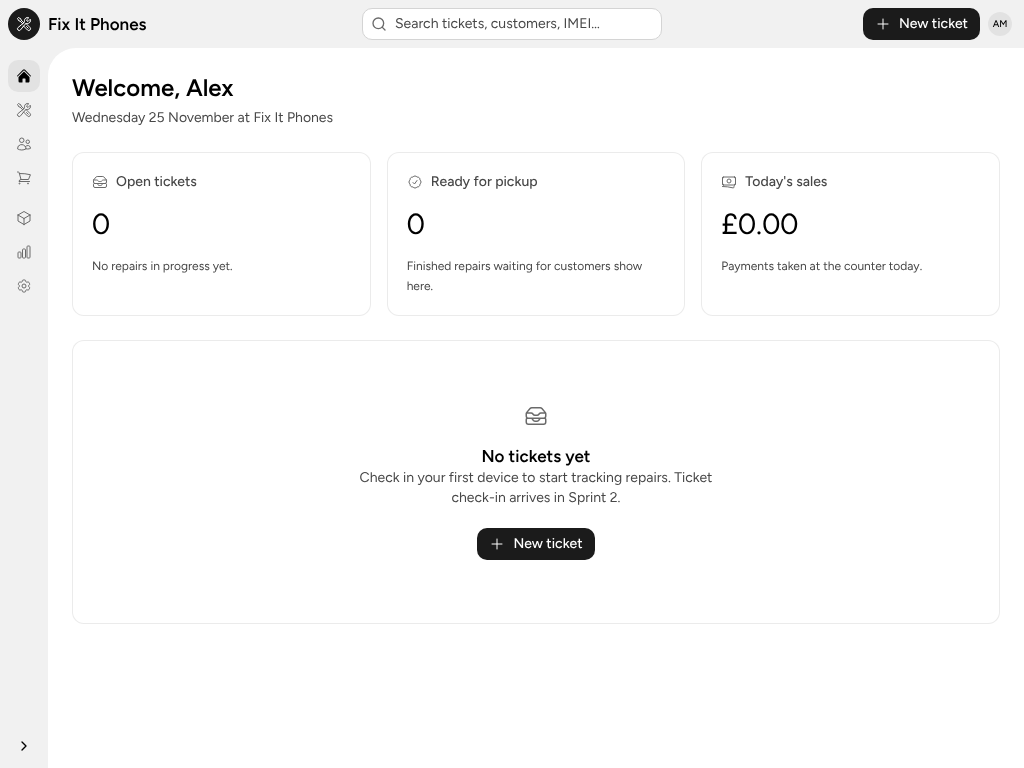 Fix It Phones
Search tickets, customers, IMEI...
New ticket
AM
Welcome, Alex
Wednesday 25 November at Fix It Phones
Open tickets
0
No repairs in progress yet.
Ready for pickup
0
Finished repairs waiting for customers show
here.
Today's sales
£0.00
Payments taken at the counter today.
No tickets yet
Check in your first device to start tracking repairs. Ticket
check-in arrives in Sprint 2.
New ticket